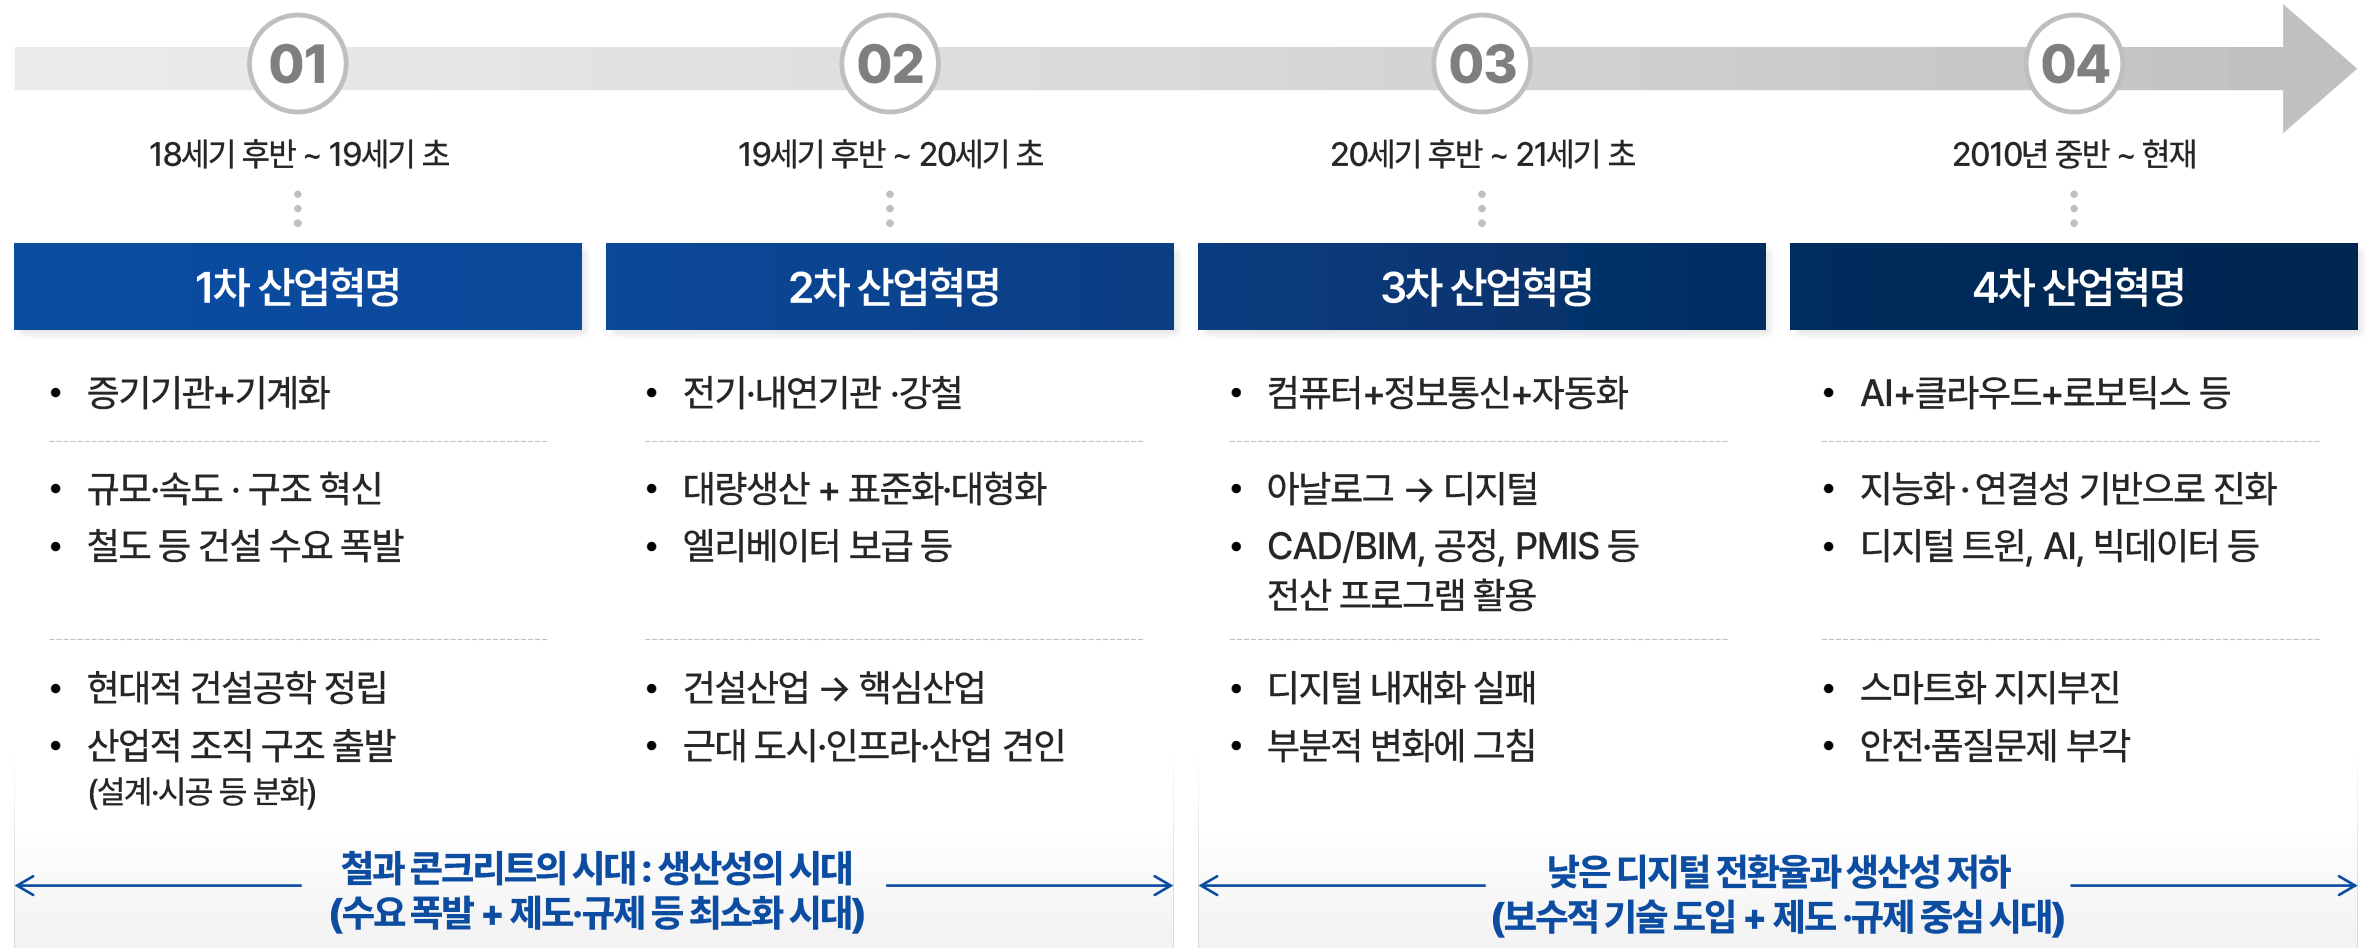 01
02
03
04
18세기 후반 ~ 19세기 초
19세기 후반 ~ 20세기 초
20세기 후반 ~ 21세기 초
2010년 중반 ~ 현재
1차 산업혁명
2차 산업혁명
3차 산업혁명
4차 산업혁명
• 증기기관+기계화
• 전기·내연기관 ·강철
• 컴퓨터+정보통신+자동화
• AI+클라우드+로보틱스 등
• 규모·속도 · 구조 혁신
• 철도 등 건설 수요 폭발
• 대량생산 + 표준화·대형화
• 엘리베이터 보급 등
• 아날로그 → 디지털
• CAD/BIM, 공정, PMIS 등
전산 프로그램 활용
• 지능화 · 연결성 기반으로 진화
• 디지털 트윈, AI, 빅데이터 등
• 현대적 건설공학 정립
• 산업적 조직 구조 출발
(설계·시공 등 분화)
• 건설산업 → 핵심산업
• 근대 도시·인프라·산업 견인
• 디지털 내재화 실패
• 부분적 변화에 그침
• 스마트화 지지부진
• 안전·품질문제 부각
철과 콘크리트의 시대 : 생산성의 시대
(수요 폭발 + 제도·규제 등 최소화 시대)
낮은 디지털 전환율과 생산성 저하
(보수적 기술 도입 + 제도 ·규제 중심 시대)